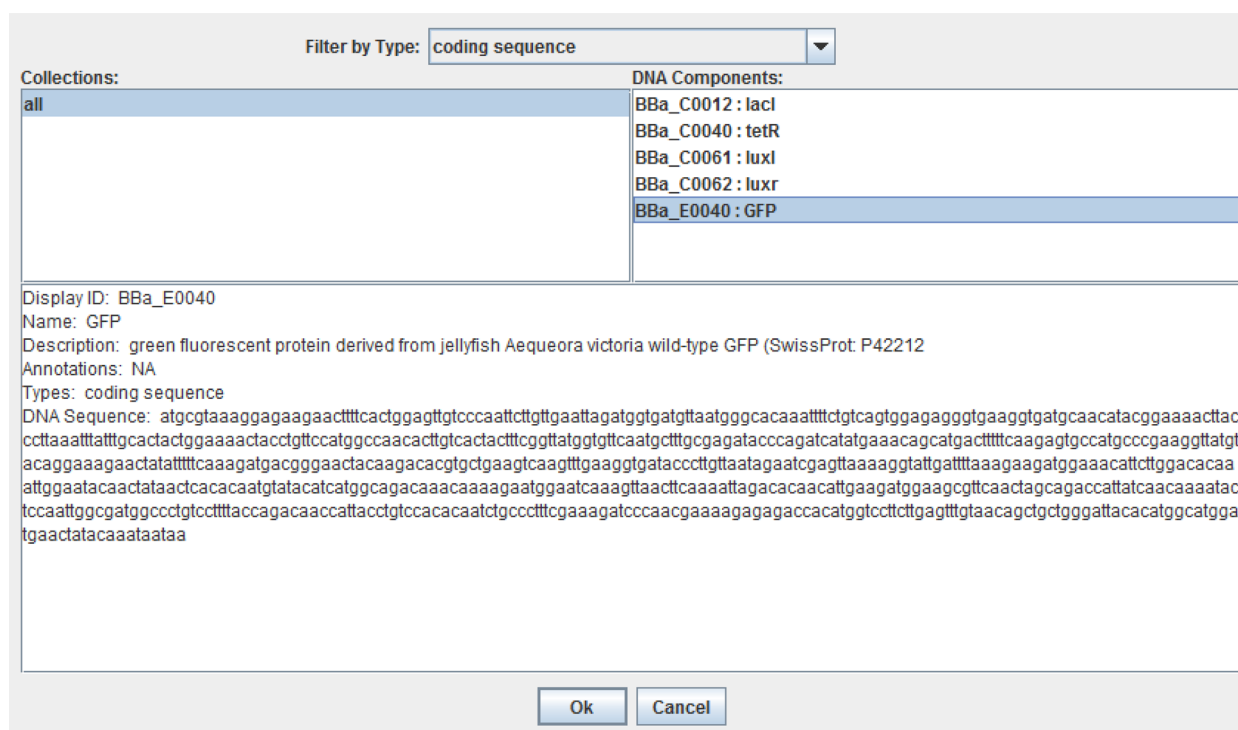 Filter by Type: coding sequence
Collections:
DNA Components:
all
BBa_C0012 : lacI
BBa_C0040 : tetR
BBa_C0061 : luxI
BBa_C0062 : luxr
BBa_E0040 : GFP
Display ID: BBa_E0040
Name: GFP
Description: green fluorescent protein derived from jellyfish Aequeora victoria wild-type GFP (SwissProt: P42212
Annotations: NA
Types: coding sequence
DNA Sequence: atgcgtaaaggagaagaacttttcactggagttgtcccaattcttgttgaattagatggtgatgttaatgggcacaaattttctgtcagtggagagggtgaaggtgatgcaacatacggaaaacttac
ccttaaatttatttgcactactggaaaactacctgttccatggccaacacttgtcactactttcggttatggtgttcaatgctttgcgagatacccagatcatatgaaacagcatgactttttcaagagtgccatgcccgaaggttatgt
acaggaaagaactatatttttcaaagatgacgggaactacaagacacgtgctgaagtcaagtttgaaggtgatacccttgttaatagaatcgagttaaaaggtattgattttaaagaagatggaaacattcttggacacaa
attggaatacaactataactcacacaatgtatacatcatggcagacaaacaaaagaatggaatcaaagttaacttcaaaattagacacaacattgaagatggaagcgttcaactagcagaccattatcaacaaaatac
tccaattggcgatggccctgtccttttaccagacaaccattacctgtccacacaatctgccctttcgaaagatcccaacgaaaagagagaccacatggtccttcttgagtttgtaacagctgctgggattacacatggcatgga
tgaactatacaaataataa
Ok
Cancel